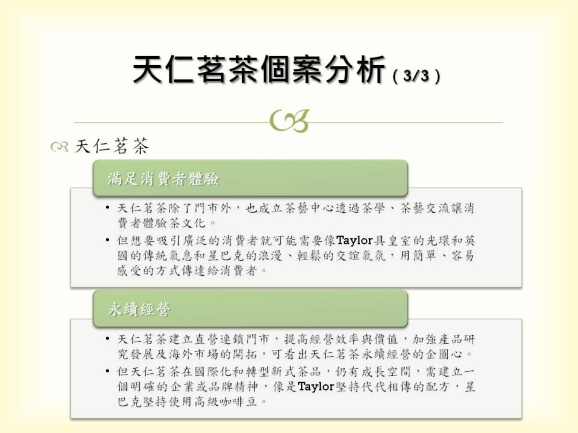 天仁茗茶個案分析（3/3）
天仁茗茶
滿足消費者體驗
• 天仁茗茶除了門市外，也成立茶藝中心透過茶學、茶藝交流讓消
費者體驗茶文化。
• 但想要吸引廣泛的消費者就可能需要像Taylor具皇室的光環和英
國的傳統氣息和星巴克的浪漫、輕鬆的交誼氣氛，用簡單、容易
感受的方式傳達給消費者。
永續經營
• 天仁茗茶建立直營連鎖門市，提高經營效率與價值，加強產品研
究發展及海外市場的開拓，可看出天仁茗茶永續經營的企圖心。
• 但天仁茗茶在國際化和轉型新式茶品，仍有成長空間，需建立一
個明確的企業或品牌精神，像是Taylor堅持代代相傳的配方，星
巴克堅持使用高級咖啡豆。